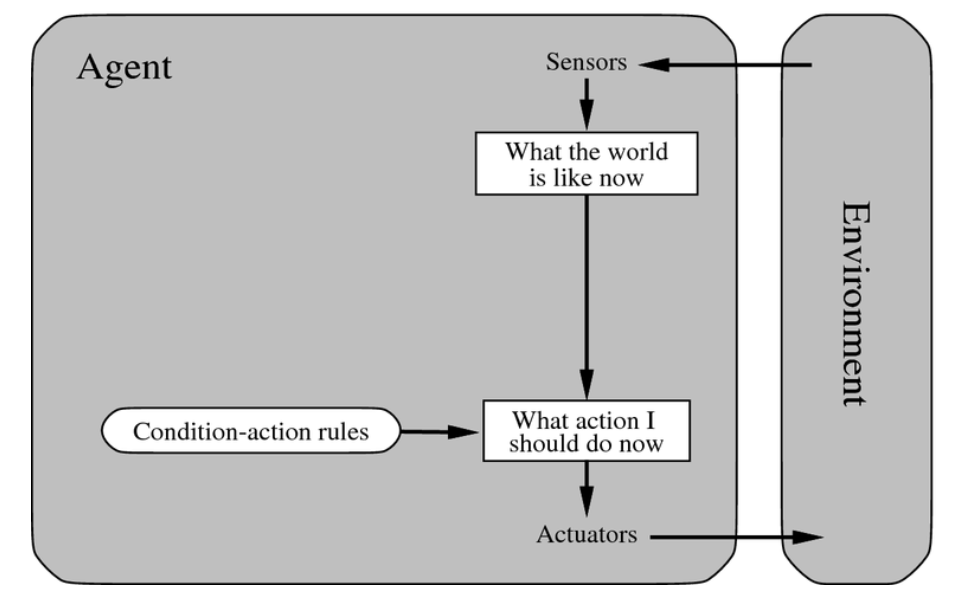 Agent
Sensors
What the world
is like now
Environment
Condition-action rules
What action I
should do now
Actuators